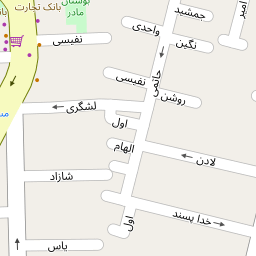 بانک تجارت
بوستان
مادر
جمشید
امیر
واحدی
نگین
نفیسی
نفیسی
خاتمی
روشن
لشگری
اول
الهام
لادن
شازاد
خدا پسند
اول
یاس